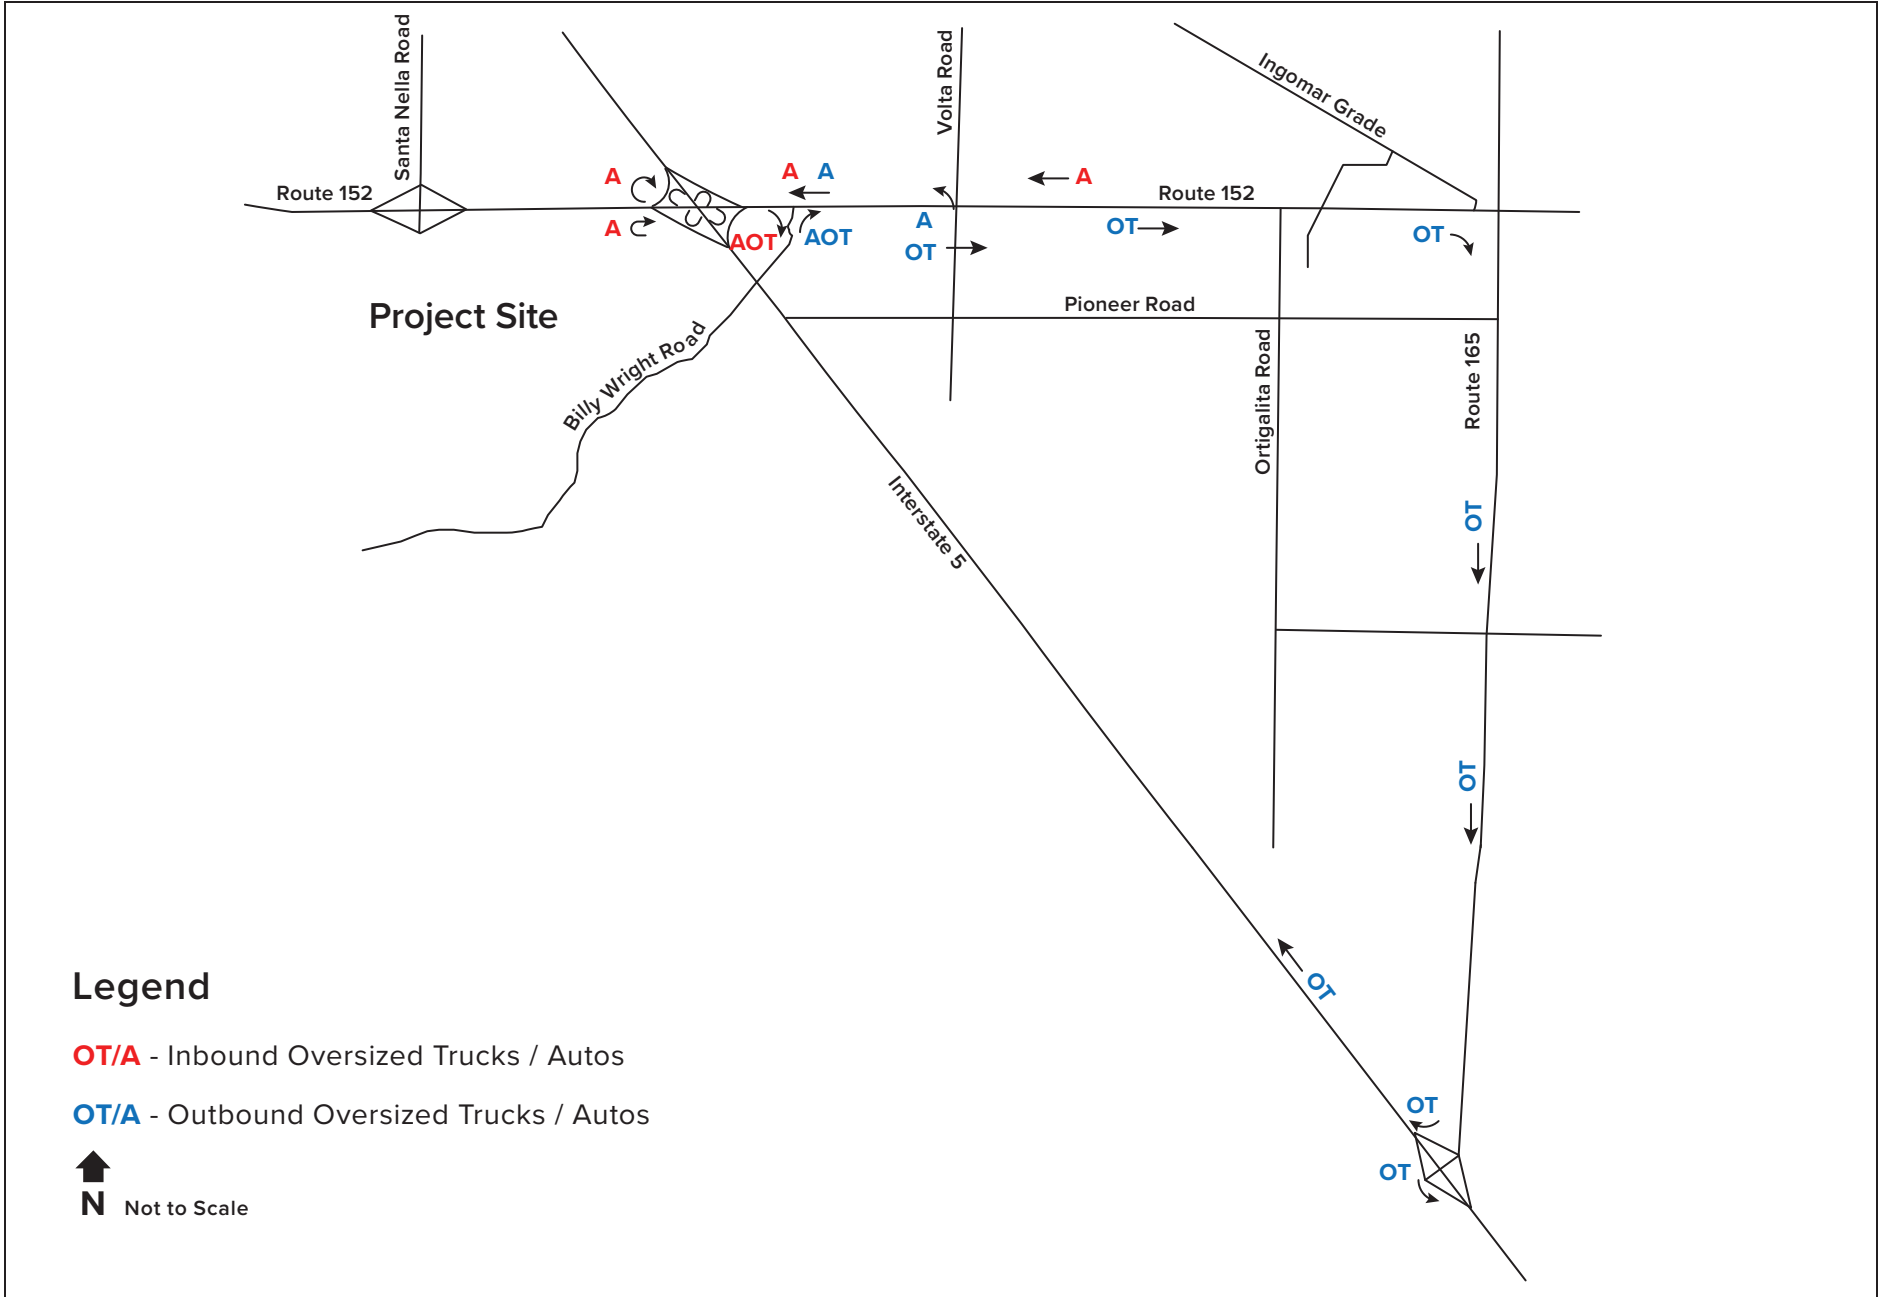 Santa Nella Road
Volta Road
Ingomar Grade
A
A A
A
Route 152
Route 152
A
AOT
AOT
A
OT
OT
OT
Project Site
Pioneer Road
Billy Wright Road
Ortigalita Road
Route 165
Interstate 5
OT
OT
OT
OT
OT
Legend
OT/A - Inbound Oversized Trucks / Autos
OT/A - Outbound Oversized Trucks / Autos
N Not to Scale